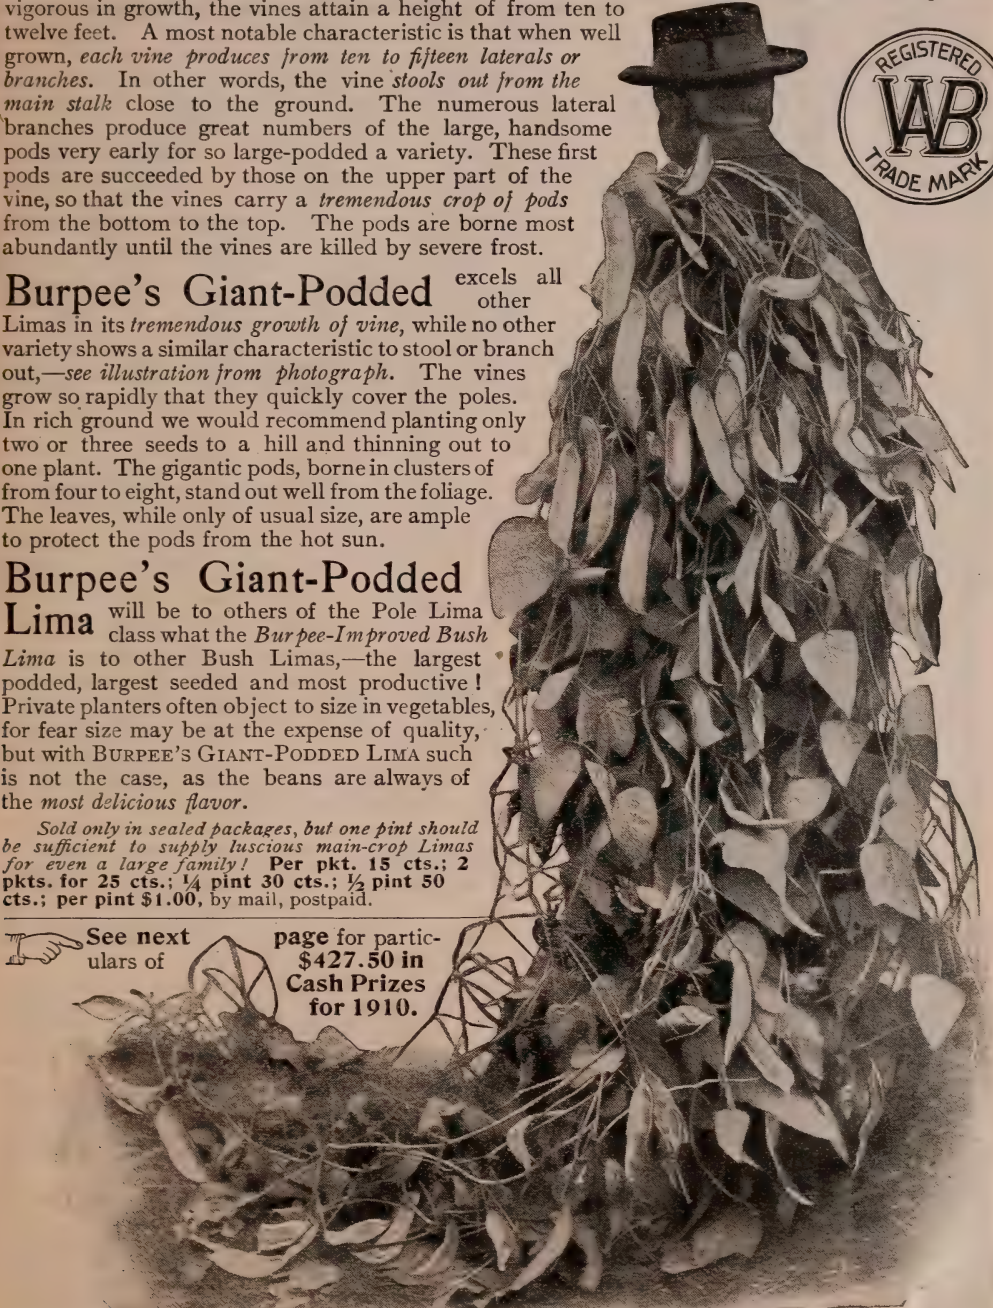 vigorous in growth, the vines attain a height of from ten to
twelve feet. A most notable characteristic is that when well
grown, each vine produces from ten to fifteen laterals or
branches. In other words, the vine stools out from the
main stalk close to the ground. The numerous lateral
branches produce great numbers of the large, handsome
pods very early for so large-podded a variety. These first
pods are succeeded by those on the upper part of the
vine, so that the vines carry a tremendous crop of pods
from the bottom to the top. The pods are borne most
abundantly until the vines are killed by severe frost.
Burpee's Giant-Podded excels all
other
Limas in its tremendous growth of vine, while no other
variety shows a similar characteristic to stool or branch
out,—see illustration from photograph. The vines
grow so rapidly that they quickly cover the poles.
In rich ground we would recommend planting only
two or three seeds to a hill and thinning out to
one plant. The gigantic pods, borne in clusters of
from four to eight, stand out well from the foliage.
The leaves, while only of usual size, are ample
to protect the pods from the hot sun.
Burpee's Giant-Podded
Lima will be to others of the Pole Lima
class what the Burpee-Improved Bush
Lima is to other Bush Limas,—the largest
podded, largest seeded and most productive!
Private planters often object to size in vegetables,
for fear size may be at the expense of quality,
but with BURPEE'S GIANT-PODDED LIMA such
is not the case, as the beans are always of
the most delicious flavor.
Sold only in sealed packages, but one pint should
be sufficient to supply luscious main-crop Limas
for even a large family! Per pkt. 15 cts.; 2
pkts. for 25 cts.; ¼ pint 30 cts.; ½ pint 50
cts.; per pint $1.00, by mail, postpaid.
See next page for partic-
ulars of $427.50 in
Cash Prizes
for 1910.
REGISTERED
WAB
TRADE MARK